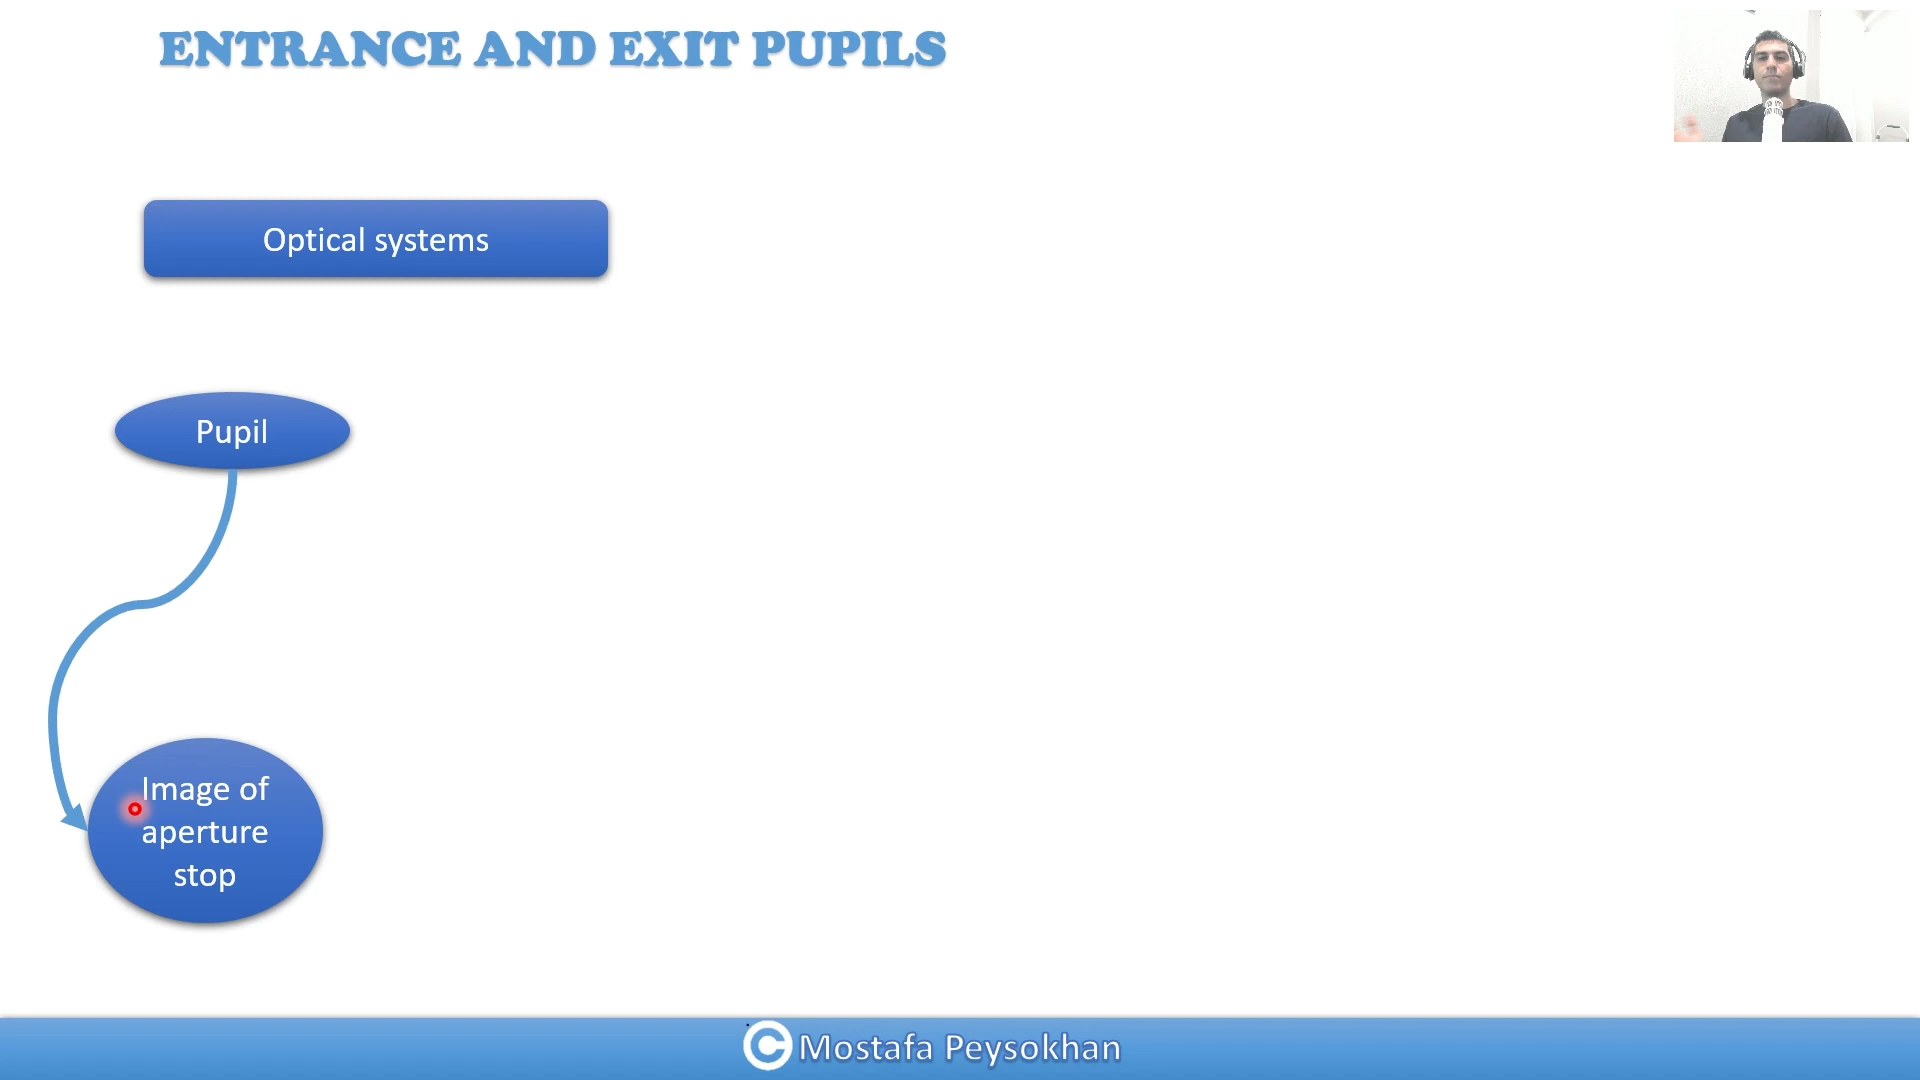 ENTRANCE AND EXIT PUPILS
Optical systems
Pupil
Image of
aperture
stop
© Mostafa Peysokhan